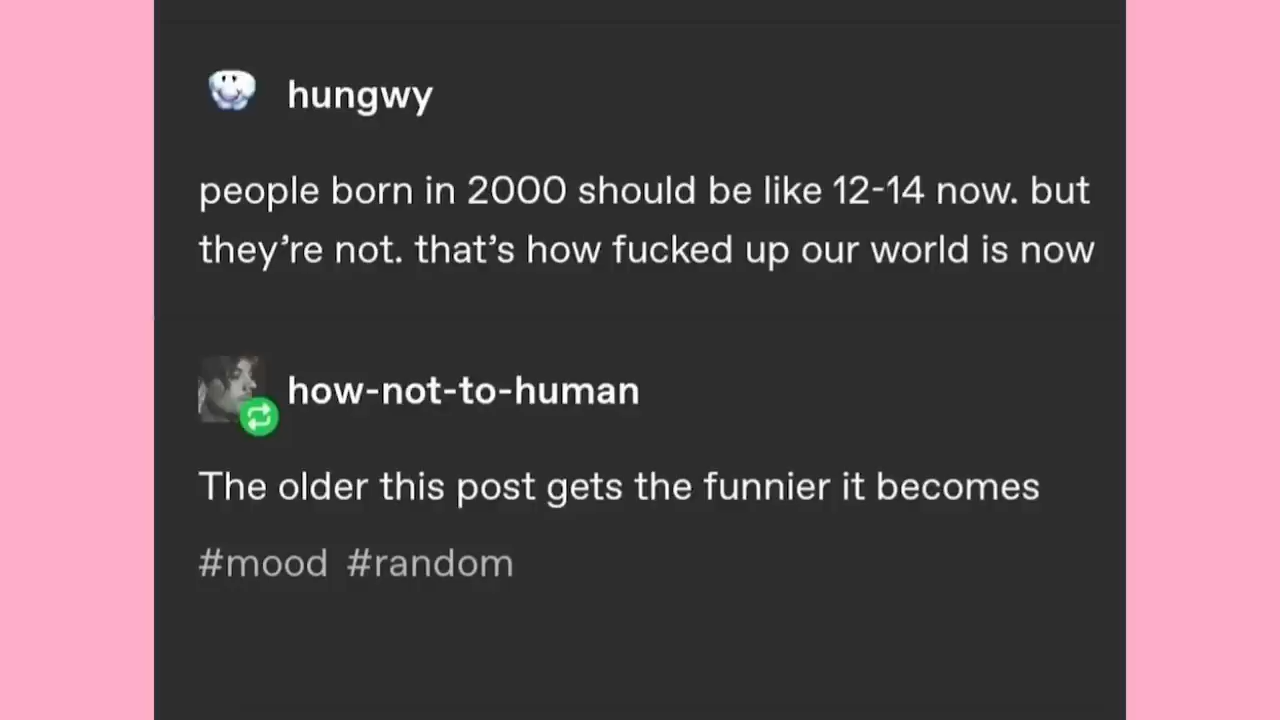 hungwy
people born in 2000 should be like 12-14 now. but
they're not. that's how fucked up our world is now
how-not-to-human
The older this post gets the funnier it becomes
#mood #random